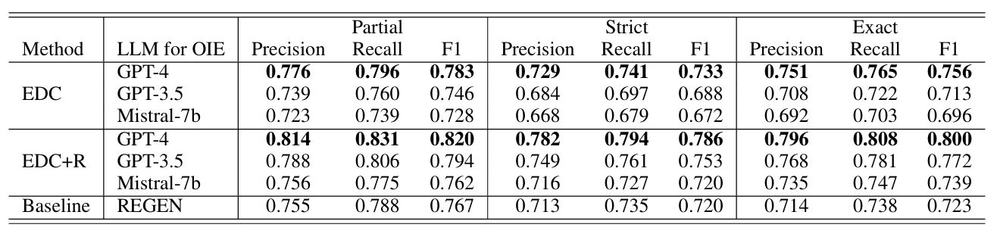 Partial Strict Exact
Method LLM for OIE Precision Recall F1 Precision Recall F1 Precision Recall F1
GPT-4 0.776 0.796 0.783 0.729 0.741 0.733 0.751 0.765 0.756
EDC GPT-3.5 0.739 0.760 0.746 0.684 0.697 0.688 0.708 0.722 0.713
Mistral-7b 0.723 0.739 0.728 0.668 0.679 0.672 0.692 0.703 0.696
GPT-4 0.814 0.831 0.820 0.782 0.794 0.786 0.796 0.808 0.800
EDC+R GPT-3.5 0.788 0.806 0.794 0.749 0.761 0.753 0.768 0.781 0.772
Mistral-7b 0.756 0.775 0.762 0.716 0.727 0.720 0.735 0.747 0.739
Baseline REGEN 0.755 0.788 0.767 0.713 0.735 0.720 0.714 0.738 0.723